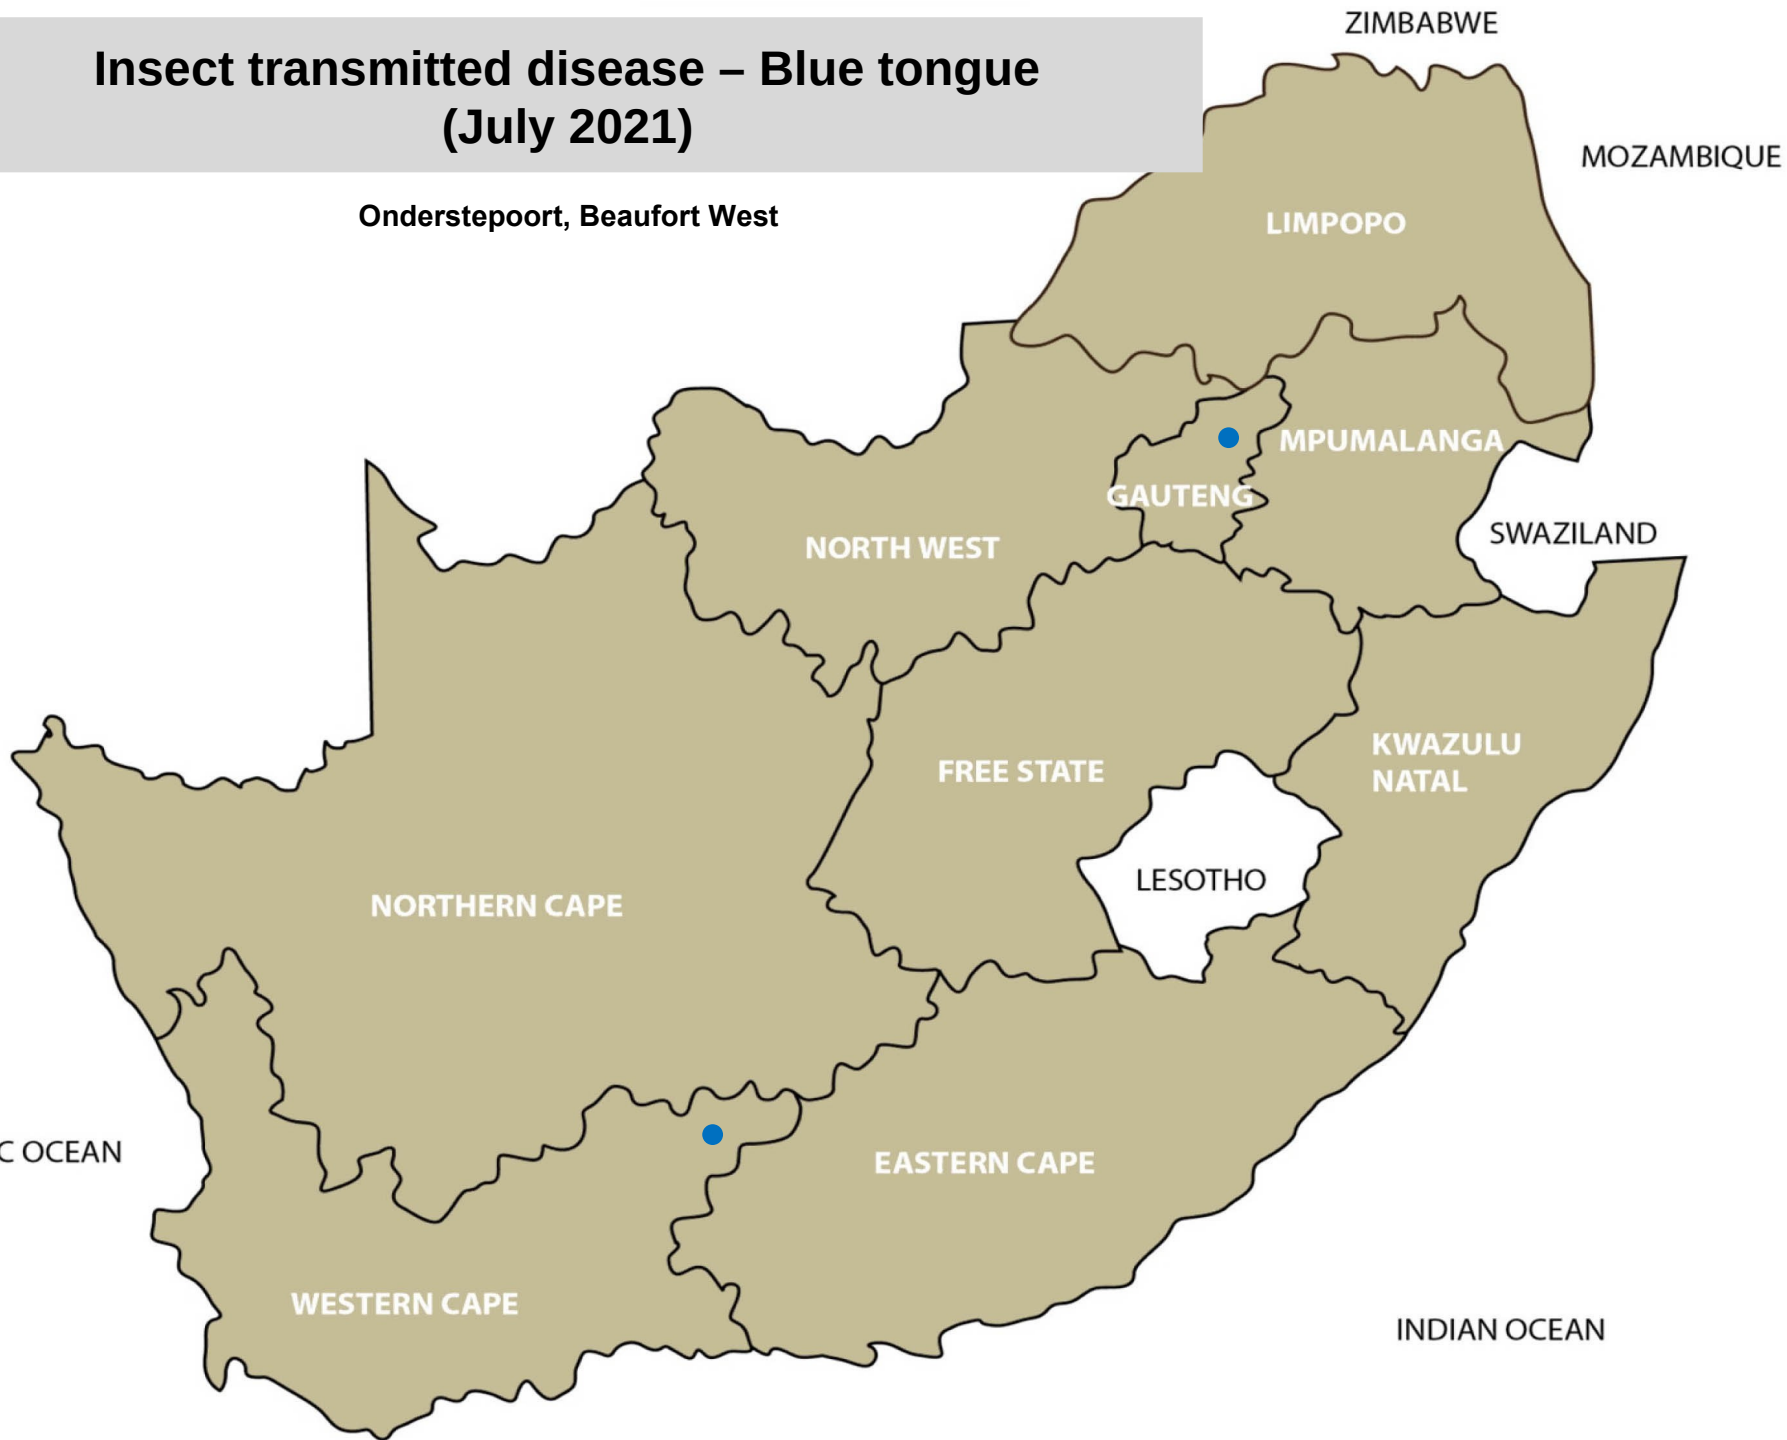 Insect transmitted disease – Blue tongue
(July 2021)
Onderstepoort, Beaufort West
ZIMBABWE
MOZAMBIQUE
LIMPOPO
MPUMALANGA
GAUTENG
SWAZILAND
NORTH WEST
KWAZULU
NATAL
FREE STATE
LESOTHO
NORTHERN CAPE
C OCEAN
EASTERN CAPE
WESTERN CAPE
INDIAN OCEAN